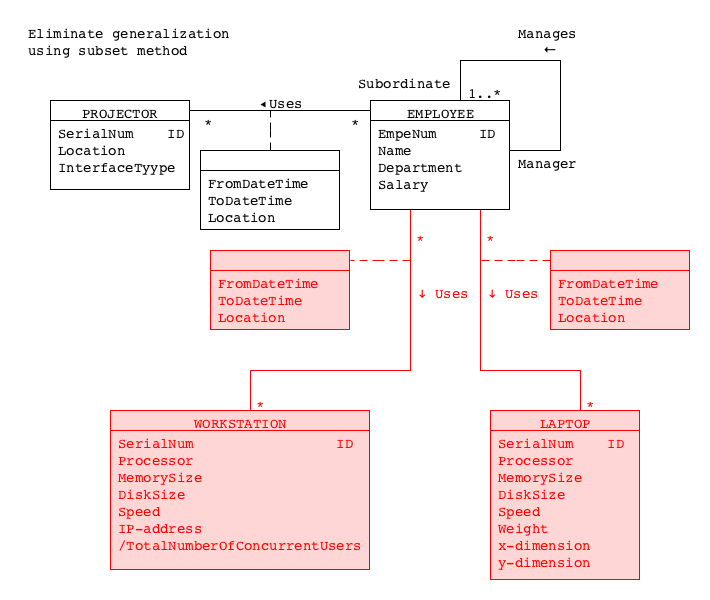 Eliminate generalization
using subset method
Manages
←
Subordinate
1..*
◂Uses
*
*
PROJECTOR
SerialNum ID
Location
InterfaceTyype
EMPLOYEE
EmpeNum ID
Name
Department
Salary
Manager
FromDateTime
ToDateTime
Location
*
*
FromDateTime
ToDateTime
Location
↓ Uses
↓ Uses
FromDateTime
ToDateTime
Location
*
*
WORKSTATION
SerialNum ID
Processor
MemorySize
DiskSize
Speed
IP-address
/TotalNumberOfConcurrentUsers
LAPTOP
SerialNum ID
Processor
MemorySize
DiskSize
Speed
Weight
x-dimension
y-dimension